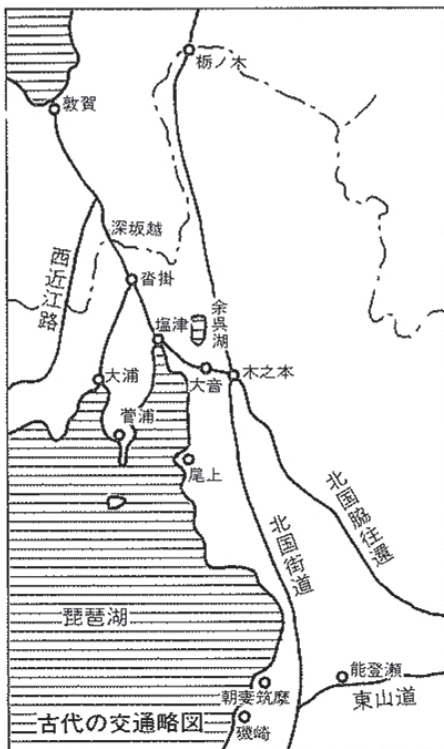 栃ノ木
敦賀
深坂越
西近江路
沓掛
塩津
余呉湖
大音
木之本
大浦
菅浦
尾上
北国街道
北国脇往還
琵琶湖
能登瀬
東山道
朝妻筑摩
磯崎
古代の交通略図